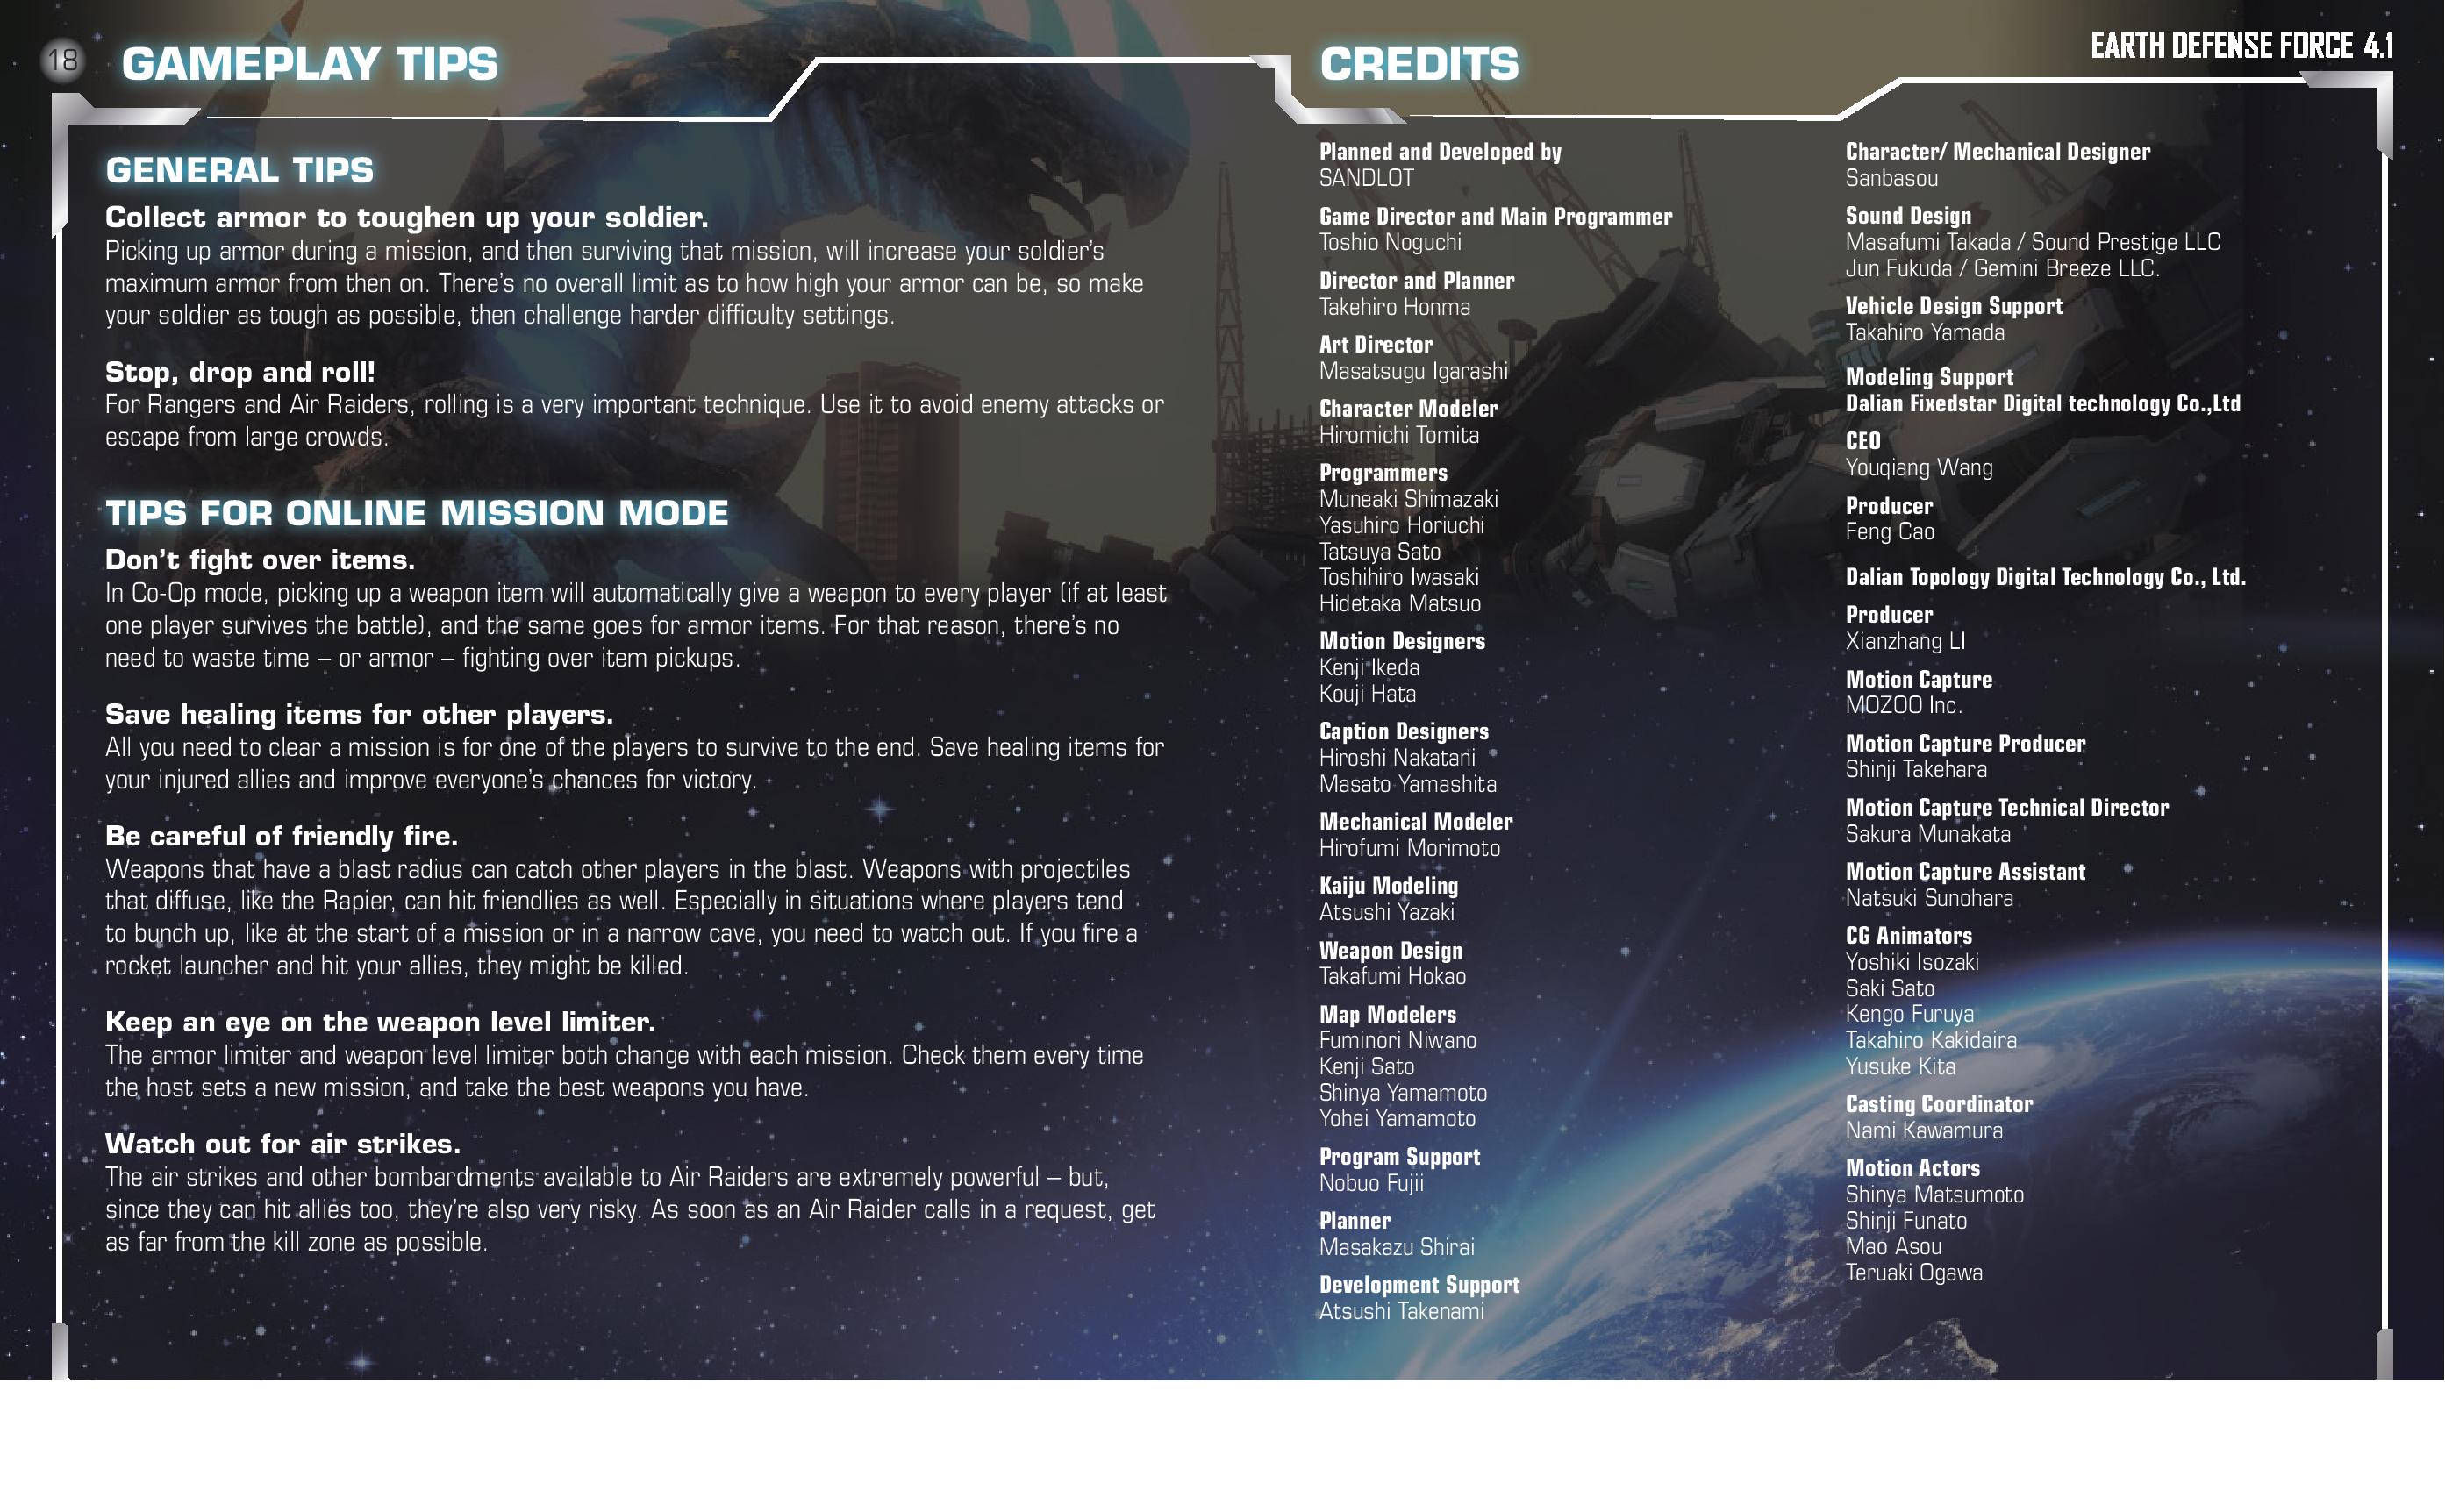 18
GAMEPLAY TIPS
GENERAL TIPS
Collect armor to toughen up your soldier.
Picking up armor during a mission, and then surviving that mission, will increase your soldier's
maximum armor from then on. There's no overall limit as to how high your armor can be, so make
your soldier as tough as possible, then challenge harder difficulty settings.
Stop, drop and roll!
For Rangers and Air Raiders, rolling is a very important technique. Use it to avoid enemy attacks or
escape from large crowds.
TIPS FOR ONLINE MISSION MODE
Don't fight over items.
In Co-Op mode, picking up a weapon item will automatically give a weapon to every player (if at least
one player survives the battle), and the same goes for armor items. For that reason, there's no
need to waste time – or armor – fighting over item pickups.
Save healing items for other players.
All you need to clear a mission is for one of the players to survive to the end. Save healing items for
your injured allies and improve everyone's chances for victory.
Be careful of friendly fire.
Weapons that have a blast radius can catch other players in the blast. Weapons with projectiles
that diffuse, like the Rapier, can hit friendlies as well. Especially in situations where players tend
to bunch up, like at the start of a mission or in a narrow cave, you need to watch out. If you fire a
rocket launcher and hit your allies, they might be killed.
Keep an eye on the weapon level limiter.
The armor limiter and weapon level limiter both change with each mission. Check them every time
the host sets a new mission, and take the best weapons you have.
Watch out for air strikes.
The air strikes and other bombardments available to Air Raiders are extremely powerful – but,
since they can hit allies too, they're also very risky. As soon as an Air Raider calls in a request, get
as far from the kill zone as possible.
CREDITS
EARTH DEFENSE FORCE 4.1
Planned and Developed by
SANDLOT
Game Director and Main Programmer
Toshio Noguchi
Director and Planner
Takehiro Honma
Art Director
Masatsugu Igarashi
Character Modeler
Hiromichi Tomita
Programmers
Muneaki Shimazaki
Yasuhiro Horiuchi
Tatsuya Sato
Toshihiro Iwasaki
Hidetaka Matsuo
Motion Designers
Kenji Ikeda
Kouji Hata
Caption Designers
Hiroshi Nakatani
Masato Yamashita
Mechanical Modeler
Hirofumi Morimoto
Kaiju Modeling
Atsushi Yazaki
Weapon Design
Takafumi Hokao
Map Modelers
Fuminori Niwano
Kenji Sato
Shinya Yamamoto
Yohei Yamamoto
Program Support
Nobuo Fujii
Planner
Masakazu Shirai
Development Support
Atsushi Takenami
Character/ Mechanical Designer
Sanbasou
Sound Design
Masafumi Takada / Sound Prestige LLC
Jun Fukuda / Gemini Breeze LLC.
Vehicle Design Support
Takahiro Yamada
Modeling Support
Dalian Fixedstar Digital technology Co.,Ltd
CEO
Youqiang Wang
Producer
Feng Cao
Dalian Topology Digital Technology Co., Ltd.
Producer
Xianzhang LI
Motion Capture
MOZOO Inc.
Motion Capture Producer
Shinji Takehara
Motion Capture Technical Director
Sakura Munakata
Motion Capture Assistant
Natsuki Sunohara
CG Animators
Yoshiki Isozaki
Saki Sato
Kengo Furuya
Takahiro Kakidaira
Yusuke Kita
Casting Coordinator
Nami Kawamura
Motion Actors
Shinya Matsumoto
Shinji Funato
Mao Asou
Teruaki Ogawa